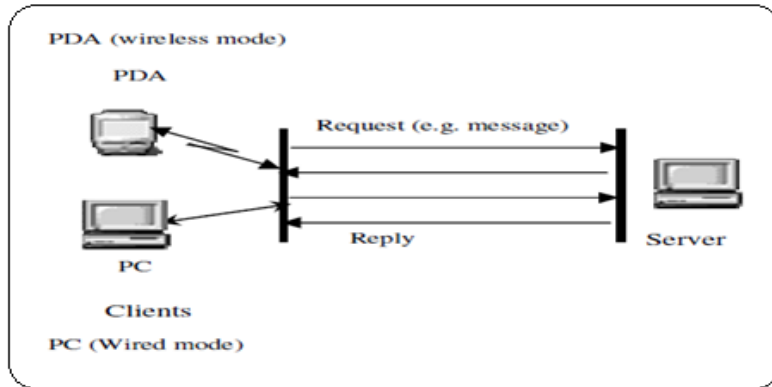 PDA (wireless mode)
PDA
Request (e.g. message)
Reply
Server
PC
Clients
PC (Wired mode)